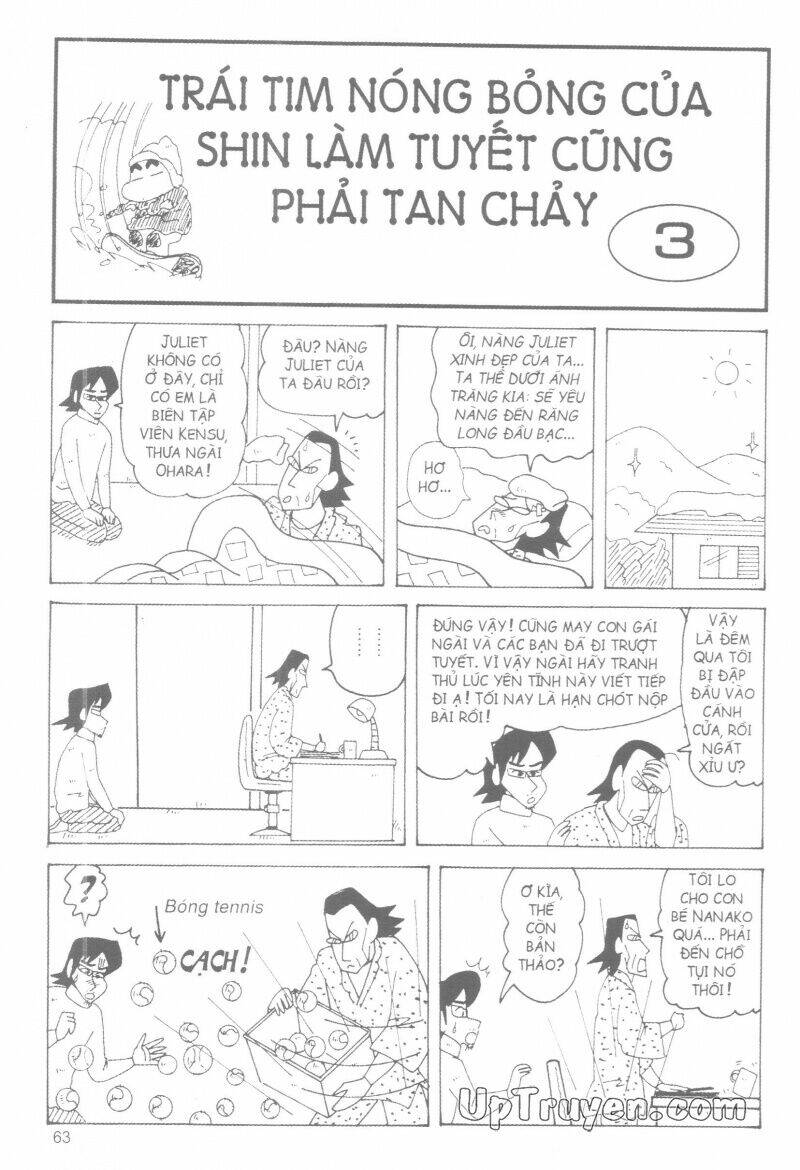 TRÁI TIM NÓNG BỎNG CỦA
SHIN LÀM TUYẾT CŨNG
PHẢI TAN CHẢY
3
ÔI, NÀNG JULIET
XINH ĐẸP CỦA TA...
TA THỀ DƯỚI ÁNH
TRĂNG KIA: SẼ YÊU
NÀNG ĐẾN RĂNG
LONG ĐẦU BẠC...
HƠ
HƠ...
ĐÂU? NÀNG
JULIET CỦA
TA ĐÂU RỒI?
JULIET
KHÔNG CÓ
Ở ĐÂY, CHỈ
CÓ EM LÀ
BIÊN TẬP
VIÊN KENSU,
THƯA NGÀI
OHARA!
VẬY
LÀ ĐÊM
QUA TÔI
BỊ ĐẬP
ĐẦU VÀO
CÁNH
CỬA, RỒI
NGẤT
XỈU Ư?
ĐÚNG VẬY! CŨNG MAY CON GÁI
NGÀI VÀ CÁC BẠN ĐÃ ĐI TRƯỢT
TUYẾT. VÌ VẬY NGÀI HÃY TRANH
THỦ LÚC YÊN TĨNH NÀY VIẾT TIẾP
ĐI Ạ! TỐI NAY LÀ HẠN CHÓT NỘP
BÀI RỒI!
......
TÔI LO
CHO CON
BÉ NANAKO
QUÁ... PHẢI
ĐẾN CHỖ
TỤI NÓ
THÔI!
Ơ KÌA,
THẾ
CÒN
BẢN
THẢO?
?
Bóng tennis
CẠCH!
UpTruyen.com
63